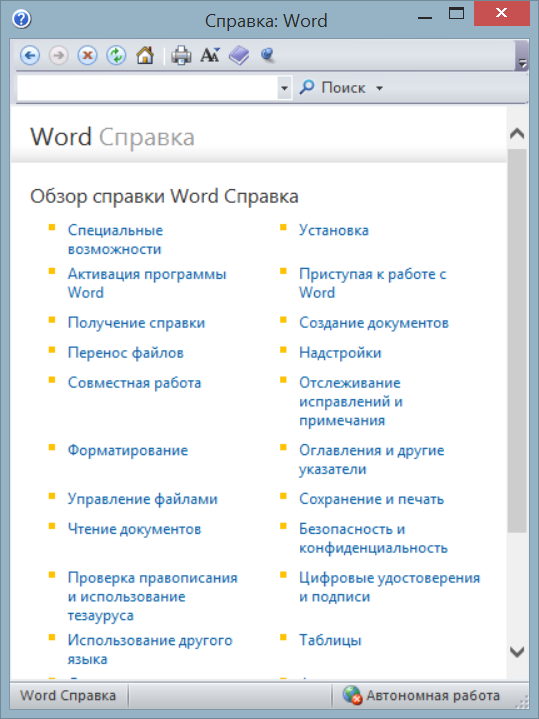 Справка: Word
Поиск
Word Справка
Обзор справки Word Справка
Специальные
возможности
Установка
Активация программы
Word
Приступая к работе с
Word
Получение справки
Создание документов
Перенос файлов
Надстройки
Совместная работа
Отслеживание
исправлений и
примечания
Форматирование
Оглавления и другие
указатели
Управление файлами
Сохранение и печать
Чтение документов
Безопасность и
конфиденциальность
Проверка правописания
и использование
тезауруса
Цифровые удостоверения
и подписи
Использование другого
языка
Таблицы
Word Справка
Автономная работа